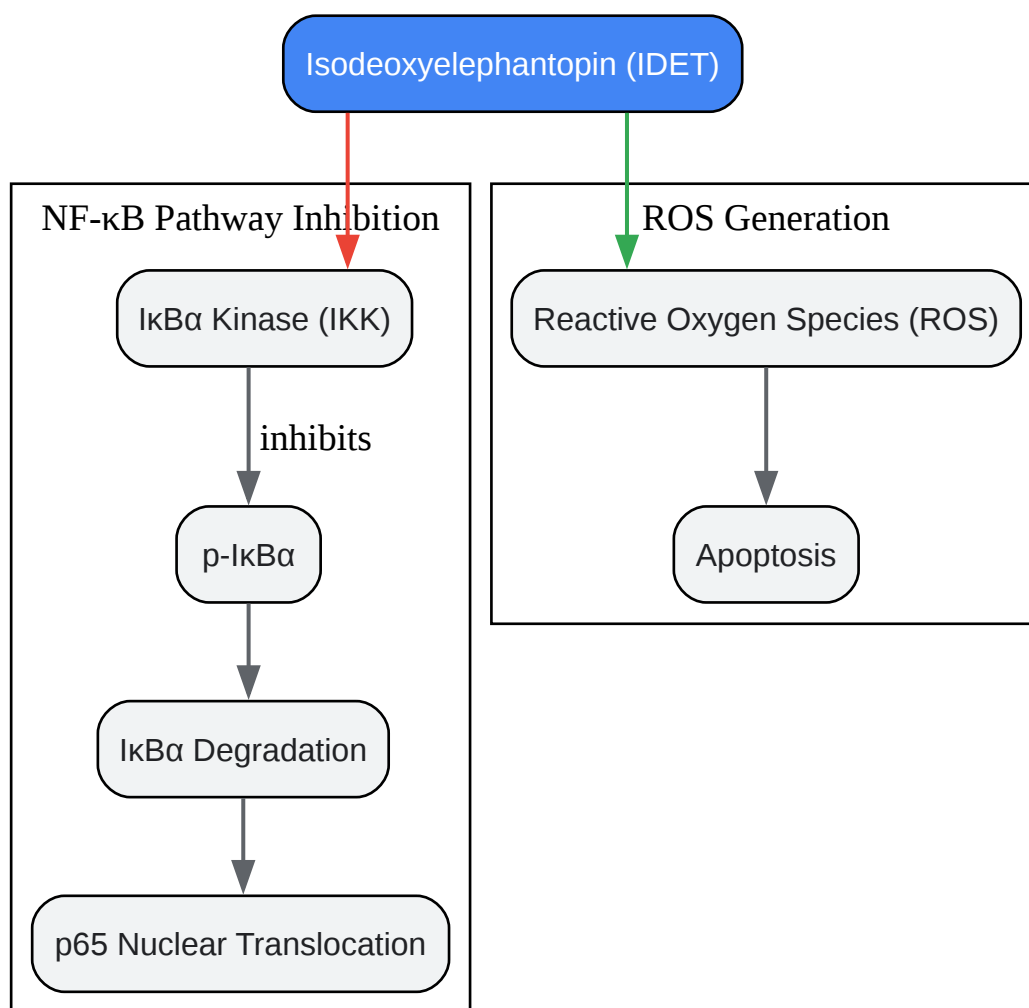 Isodeoxyelephantopin (IDET)
NF-κB Pathway Inhibition
IκBα Kinase (IKK)
inhibits
p-IκBα
IκBα Degradation
p65 Nuclear Translocation
ROS Generation
Reactive Oxygen Species (ROS)
Apoptosis